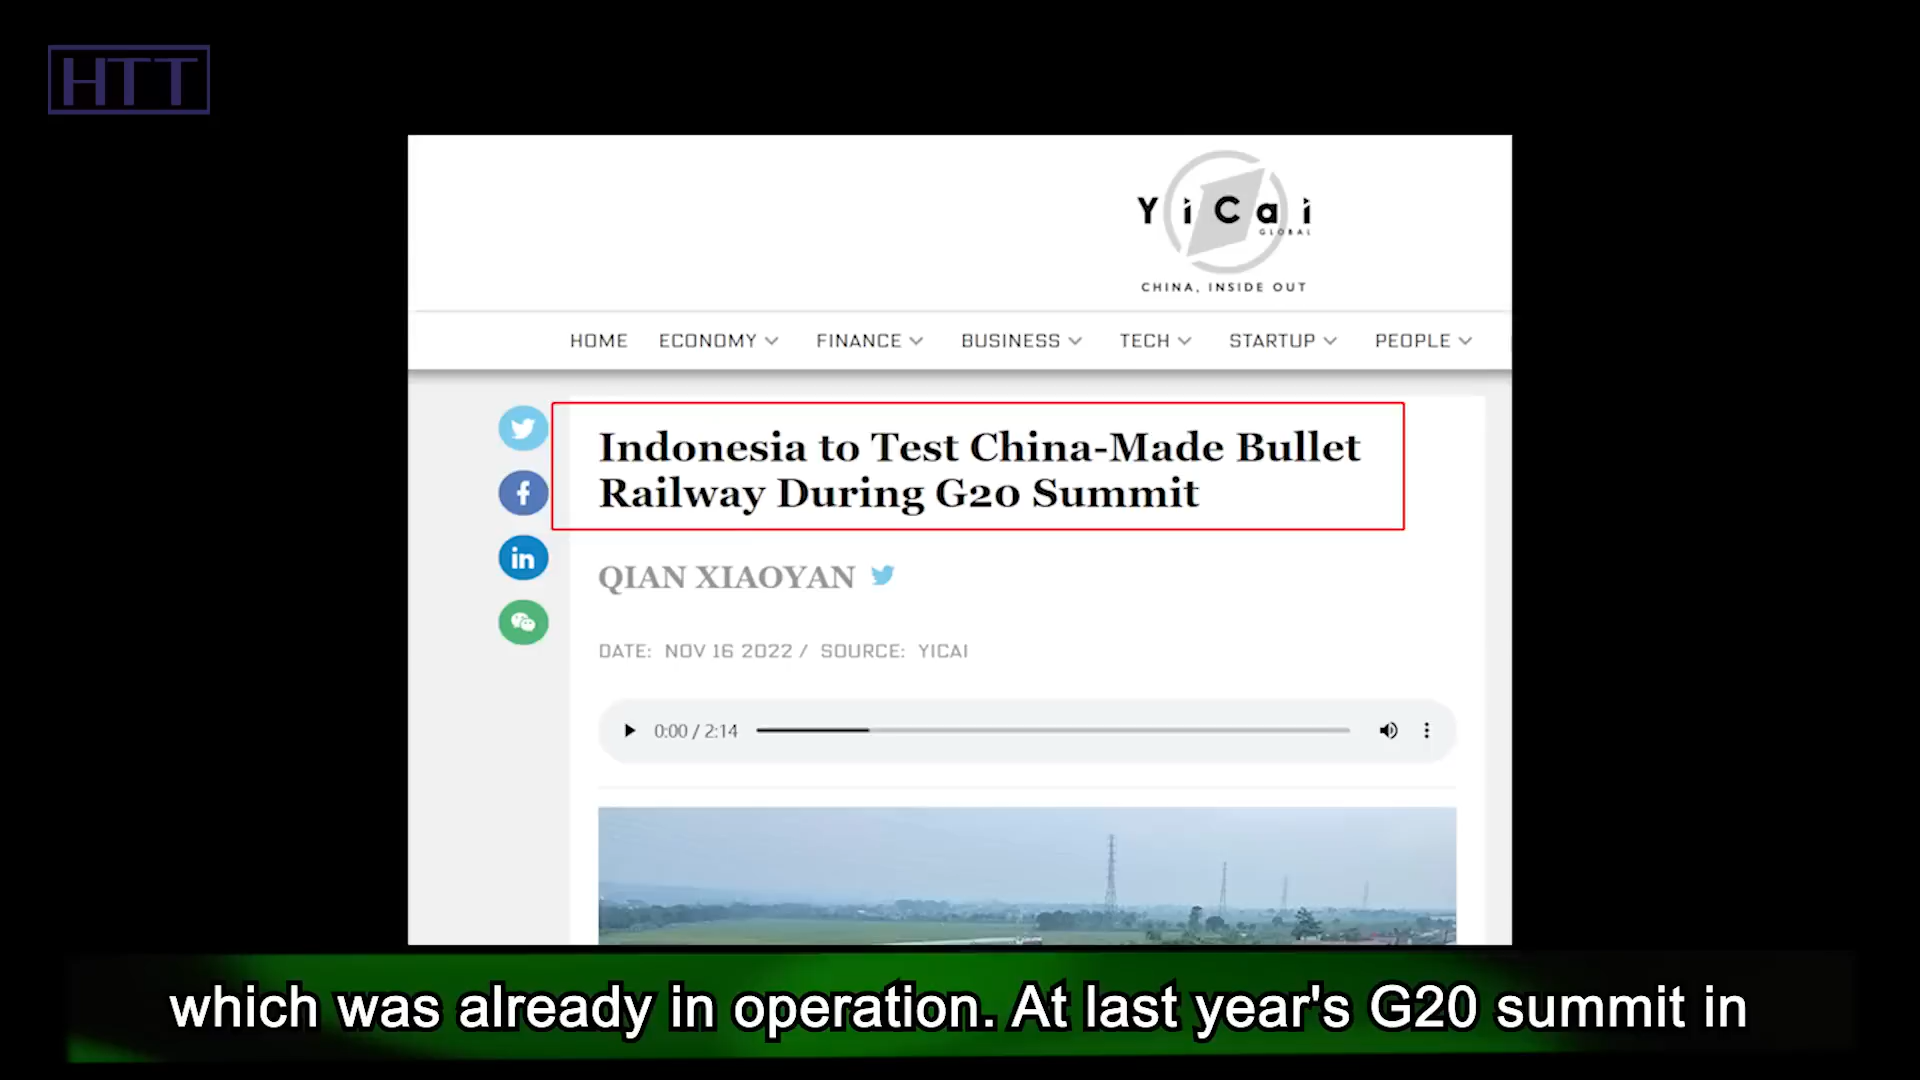 HTT
YiCai
GLOBAL
CHINA, INSIDE OUT
HOME ECONOMY FINANCE BUSINESS TECH STARTUP PEOPLE
Indonesia to Test China-Made Bullet
Railway During G20 Summit
QIAN XIAOYAN
DATE: NOV 16 2022 / SOURCE: YICAI
0:00 / 2:14
which was already in operation. At last year's G20 summit in